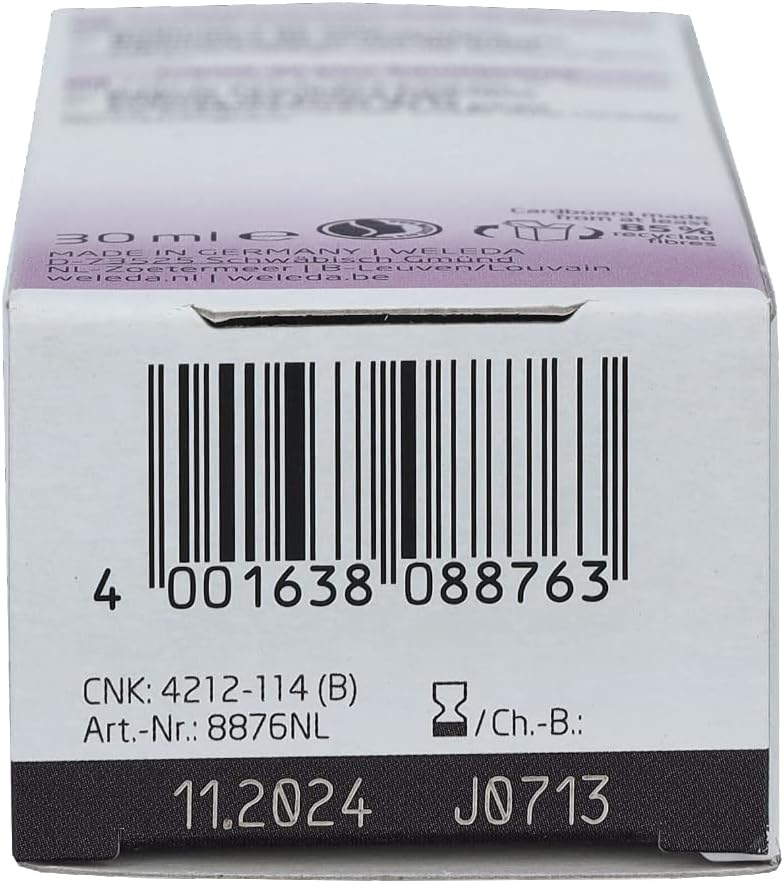 30 ml ℮
Cardboard made
from at least
85%
recycled
fibres
MADE IN GERMANY | WELEDA
D-73525 Schwäbisch Gmünd
NL-Zoetermeer | B-Leuven/Louvain
weleda.nl | weleda.be
4 001638 088763
CNK: 4212-114 (B)
Art.-Nr.: 8876NL
/ Ch.-B.:
11.2024 J0713